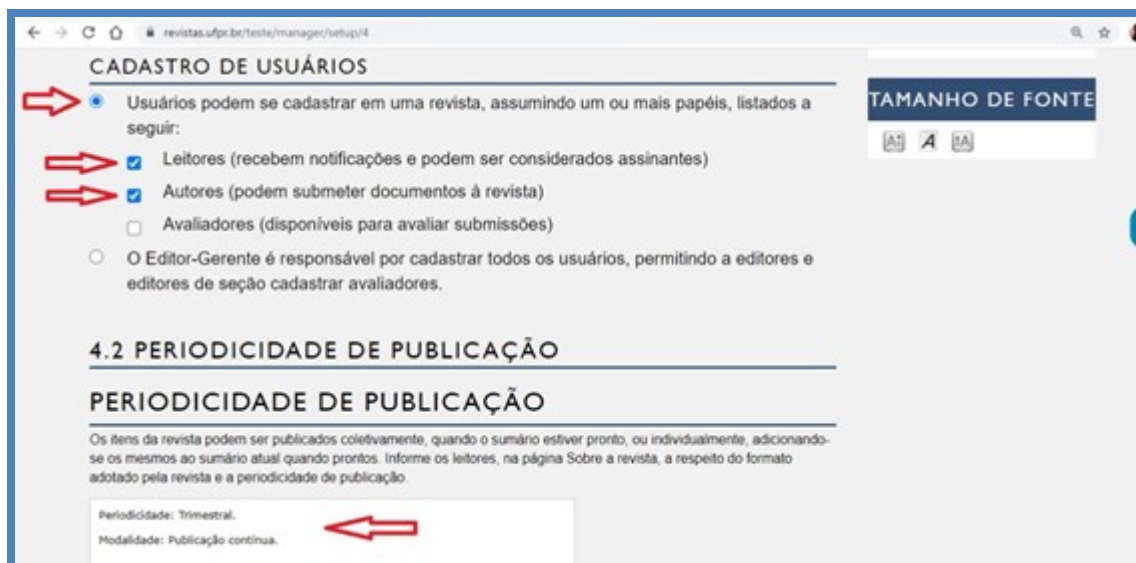 revistas.ufpr.br/teste/manager/setup/4
CADASTRO DE USUÁRIOS
Usuários podem se cadastrar em uma revista, assumindo um ou mais papéis, listados a
seguir:
Leitores (recebem notificações e podem ser considerados assinantes)
Autores (podem submeter documentos à revista)
Avaliadores (disponíveis para avaliar submissões)
O Editor-Gerente é responsável por cadastrar todos os usuários, permitindo a editores e
editores de seção cadastrar avaliadores.
TAMANHO DE FONTE
A A A
4.2 PERIODICIDADE DE PUBLICAÇÃO
PERIODICIDADE DE PUBLICAÇÃO
Os itens da revista podem ser publicados coletivamente, quando o sumário estiver pronto, ou individualmente, adicionando-
se os mesmos ao sumário atual quando prontos. Informe os leitores, na página Sobre a revista, a respeito do formato
adotado pela revista e a periodicidade de publicação.
Periodicidade: Trimestral.
Modalidade: Publicação contínua.